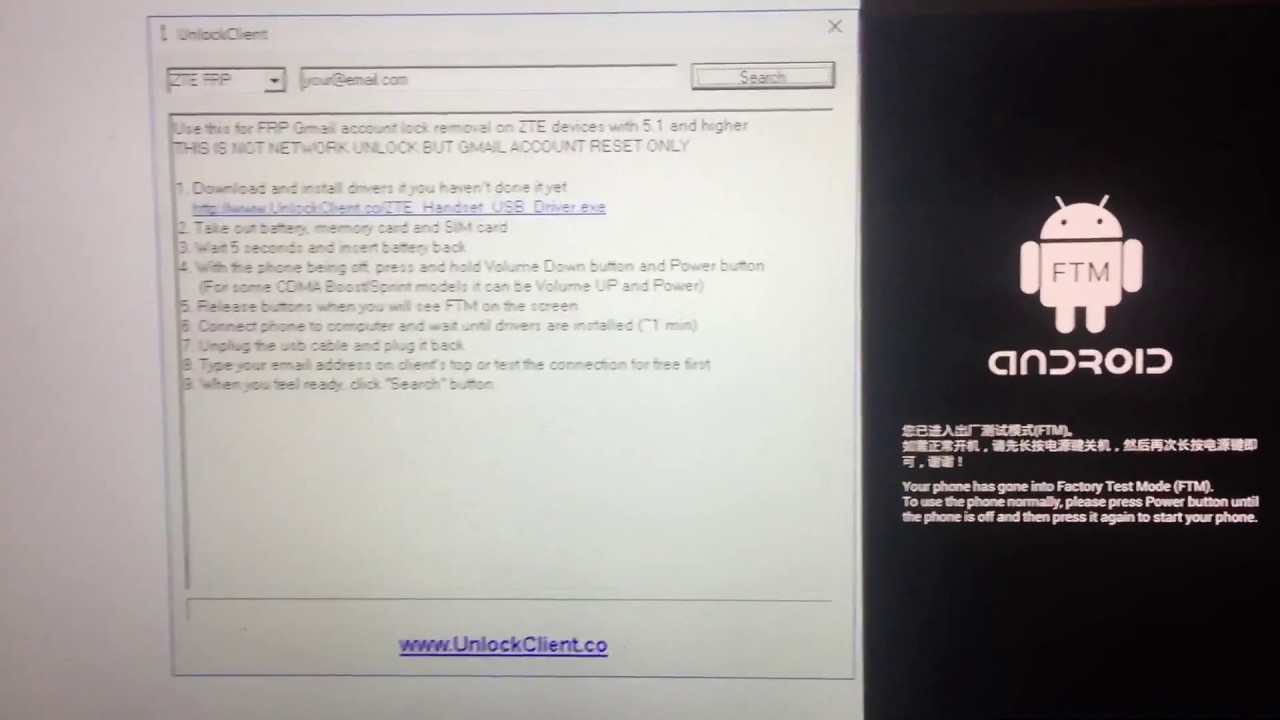 UnlockClient
ZTE FRP
your@email.com
Search
Use this for FRP Gmail account lock removal on ZTE devices with 5.1 and higher
THIS IS NOT NETWORK UNLOCK BUT GMAIL ACCOUNT RESET ONLY
1. Download and install drivers if you haven't done it yet
http://www.UnlockClient.co/ZTE_Handset_USB_Driver.exe
2. Take out battery, memory card and SIM card
3. Wait 5 seconds and insert battery back
4. With the phone being off, press and hold Volume Down button and Power button
(For some CDMA Boost/Sprint models it can be Volume UP and Power)
5. Release buttons when you will see FTM on the screen
6. Connect phone to computer and wait until drivers are installed (~1 min)
7. Unplug the usb cable and plug it back
8. Type your email address on client's top or test the connection for free first
9. When you feel ready, click "Search" button
www.UnlockClient.co
FTM
ANDROID
您已进入出厂测试模式(FTM)。
如需正常开机，请先长按电源键关机，然后再次长按电源键即
可，谢谢！
Your phone has gone into Factory Test Mode (FTM).
To use the phone normally, please press Power button until
the phone is off and then press it again to start your phone.